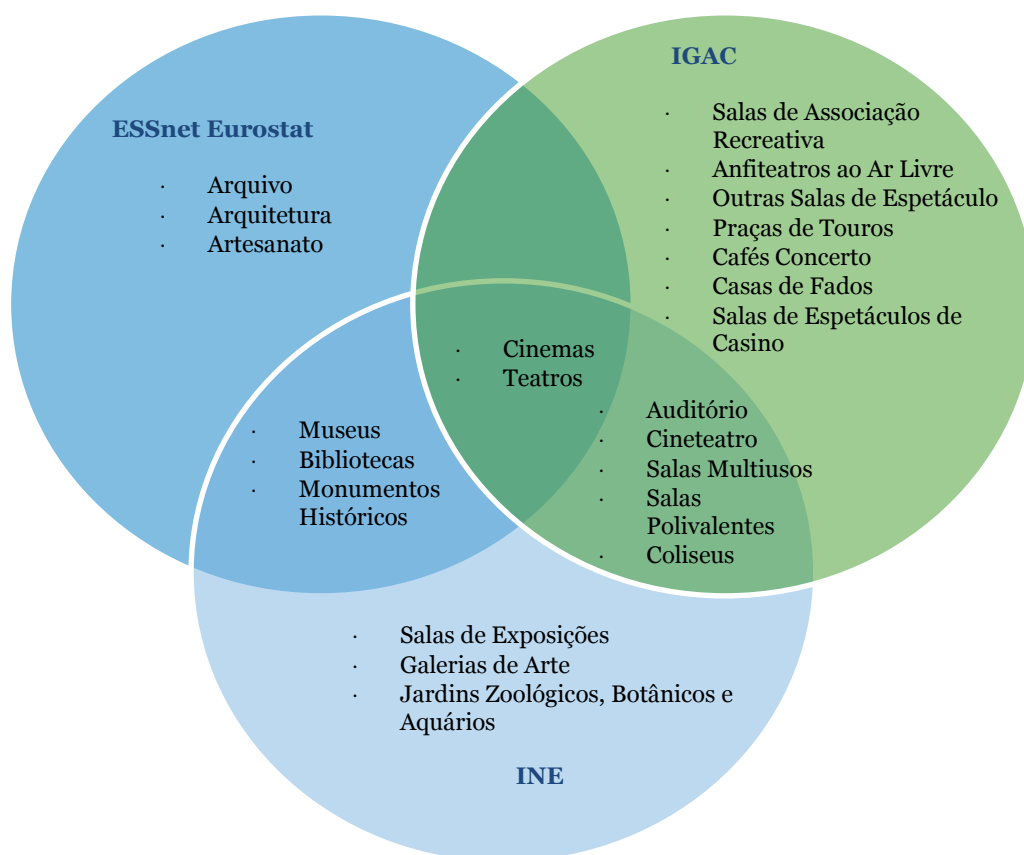 IGAC
· Salas de Associação
Recreativa
· Anfiteatros ao Ar Livre
· Outras Salas de Espetáculo
· Praças de Touros
· Cafés Concerto
· Casas de Fados
· Salas de Espetáculos de
Casino
ESSnet Eurostat
· Arquivo
· Arquitetura
· Artesanato
· Cinemas
· Teatros
· Museus
· Bibliotecas
· Monumentos
Históricos
· Auditório
· Cineteatro
· Salas Multiusos
· Salas
Polivalentes
· Coliseus
· Salas de Exposições
· Galerias de Arte
· Jardins Zoológicos, Botânicos e
Aquários
INE